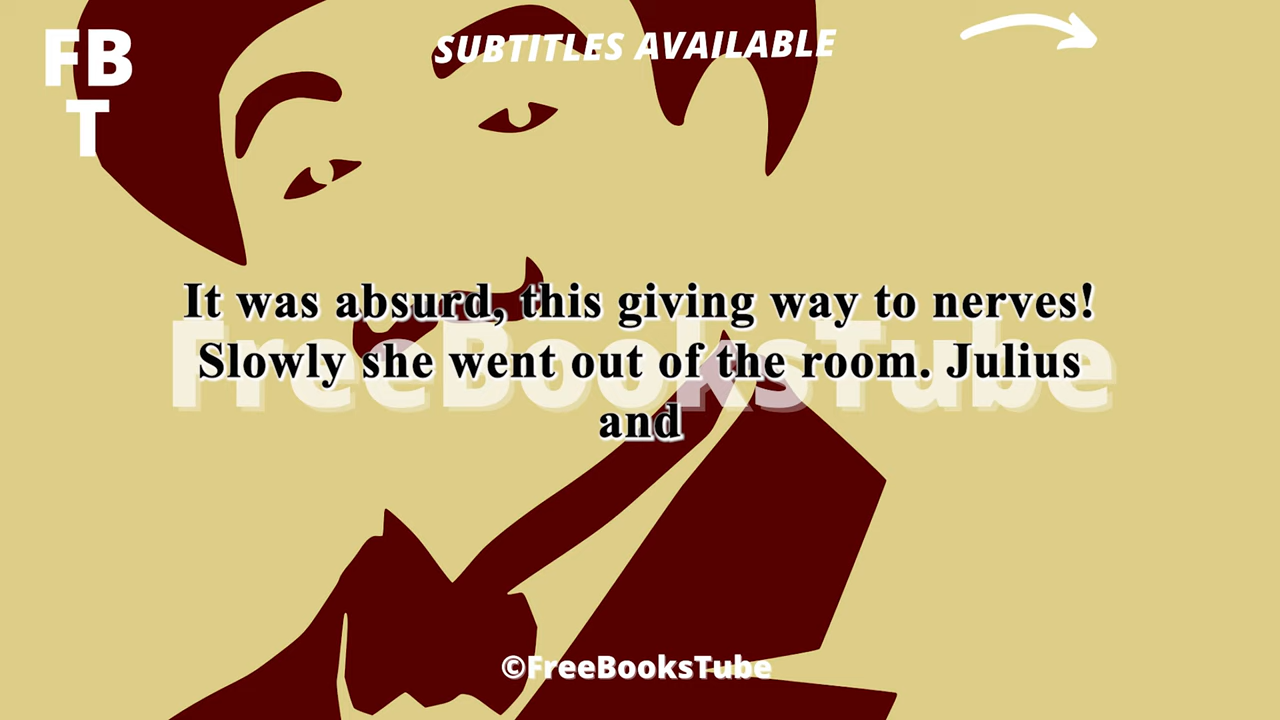 FB
T
SUBTITLES AVAILABLE
It was absurd, this giving way to nerves!
Slowly she went out of the room. Julius
and
FreeBooksTube
©FreeBooksTube